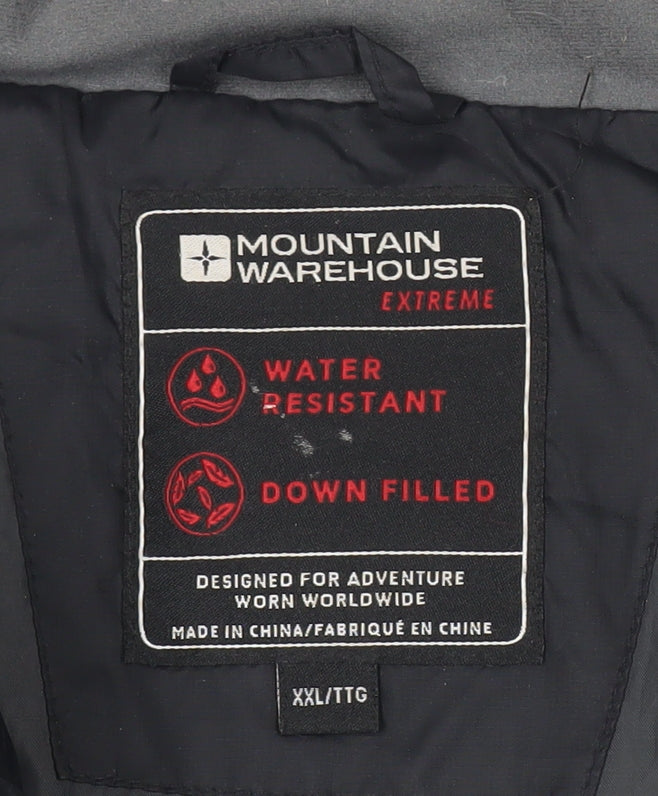 MOUNTAIN
WAREHOUSE
EXTREME
WATER
RESISTANT
DOWN FILLED
DESIGNED FOR ADVENTURE
WORN WORLDWIDE
MADE IN CHINA/FABRIQUÉ EN CHINE
XXL/TTG